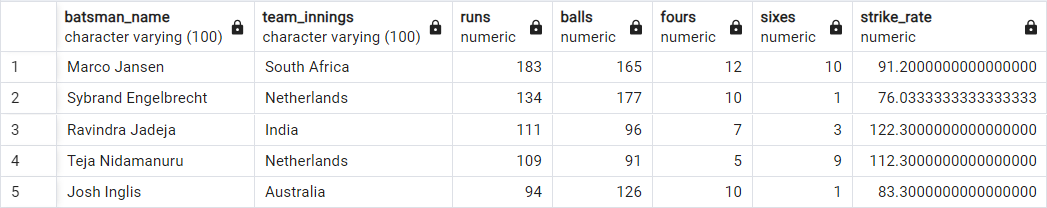 batsman_name team_innings runs balls fours sixes strike_rate
character varying (100) character varying (100) numeric numeric numeric numeric numeric
1 Marco Jansen South Africa 183 165 12 10 91.2000000000000000
2 Sybrand Engelbrecht Netherlands 134 177 10 1 76.0333333333333333
3 Ravindra Jadeja India 111 96 7 3 122.3000000000000000
4 Teja Nidamanuru Netherlands 109 91 5 9 112.3000000000000000
5 Josh Inglis Australia 94 126 10 1 83.3000000000000000